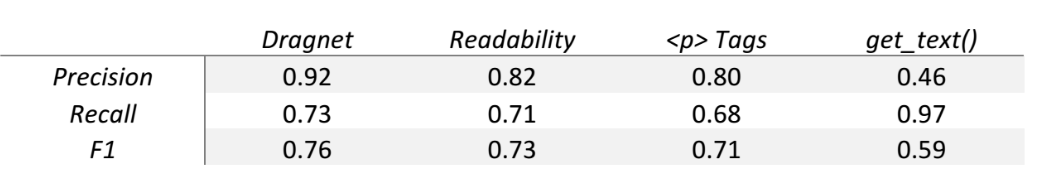 Dragnet Readability <p> Tags get_text()
Precision 0.92 0.82 0.80 0.46
Recall 0.73 0.71 0.68 0.97
F1 0.76 0.73 0.71 0.59